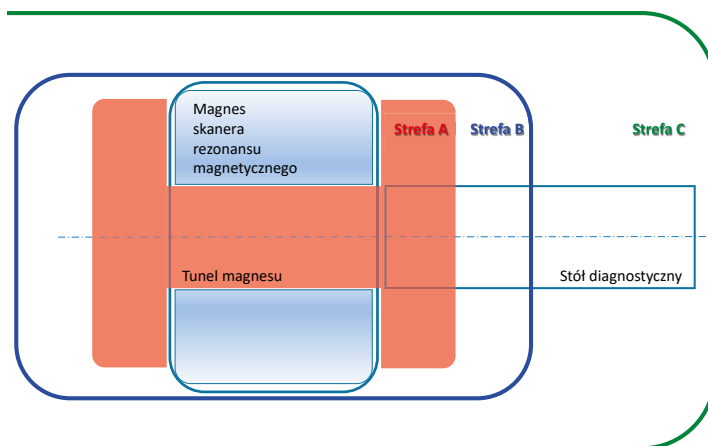 Magnes
skanera
rezonansu
magnetycznego
Strefa A
Strefa B
Strefa C
Tunel magnesu
Stół diagnostyczny